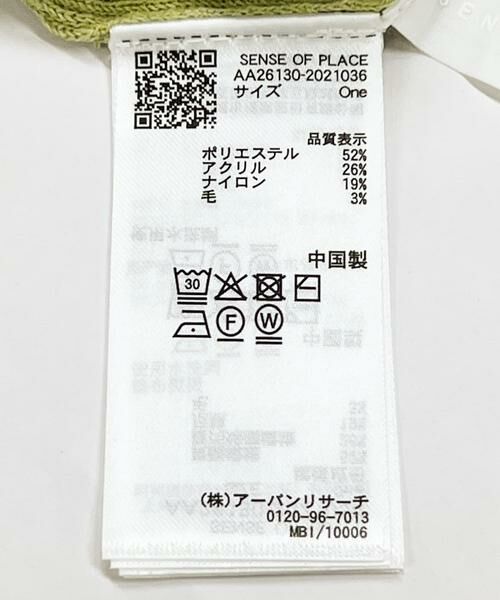 SENSE OF PLACE
AA26130-2021036
サイズ One
品質表示
ポリエステル 52%
アクリル 26%
ナイロン 19%
毛 3%
中国製
30
F W
(株)アーバンリサーチ
0120-96-7013
MBI/10006